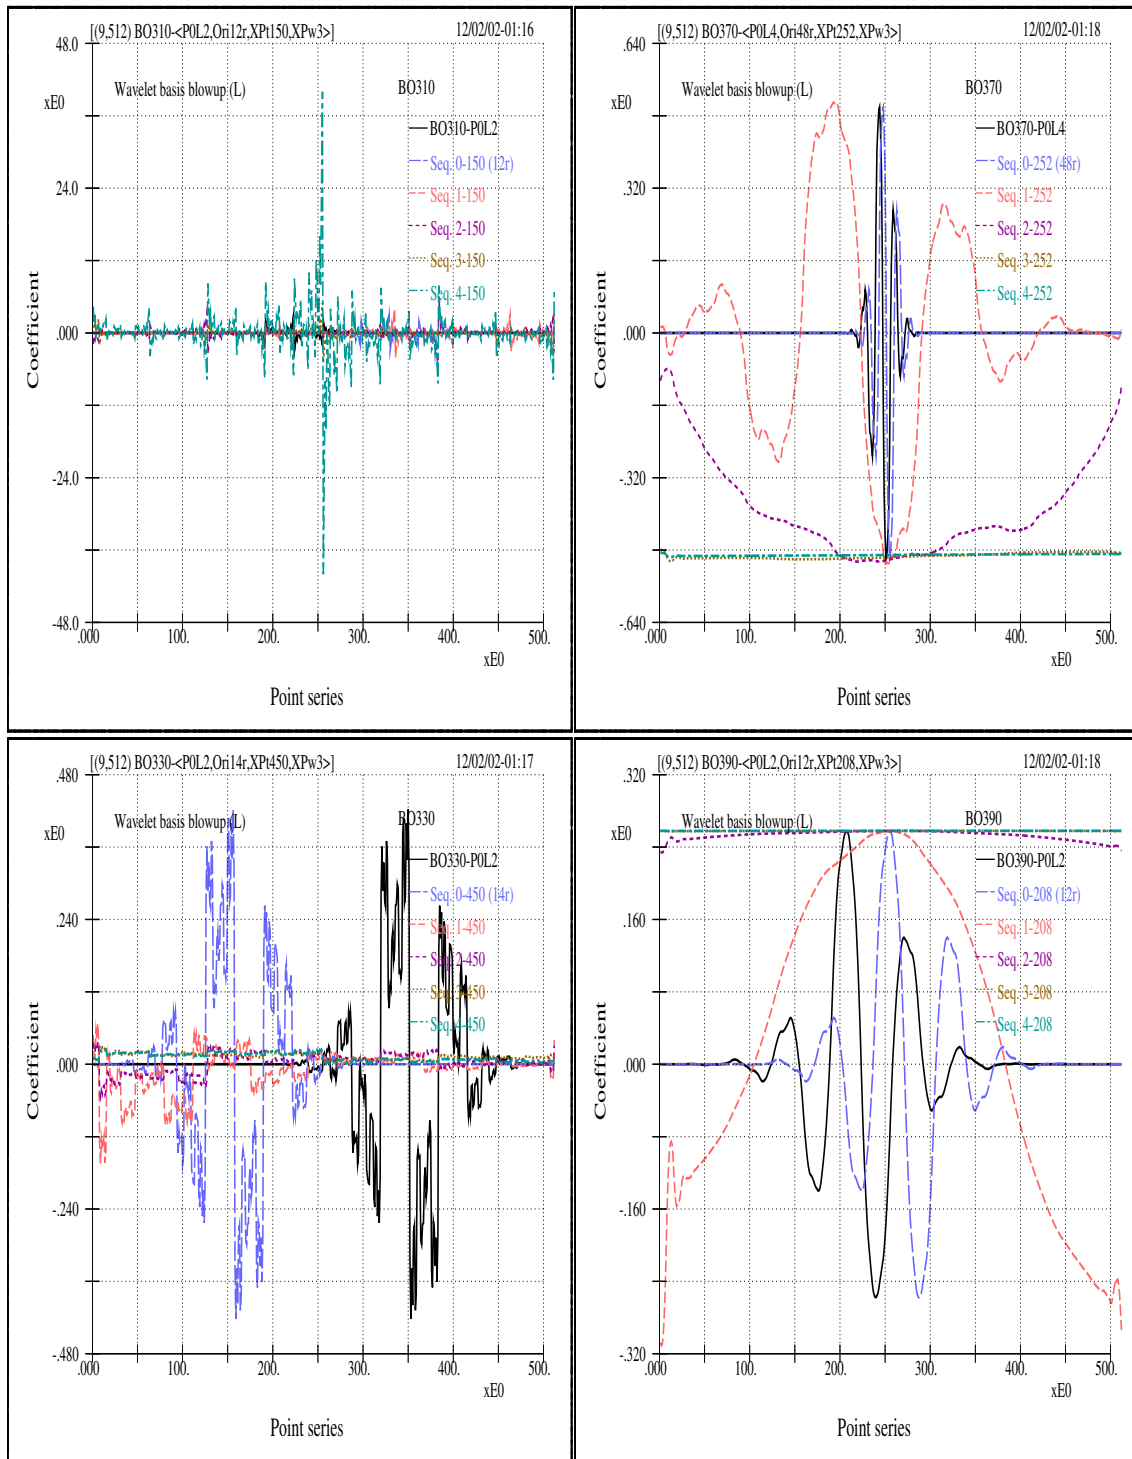 [(9,512) BO310-<P0L2,Ori12r,XPt150,XPw3>] 12/02/02-01:16
48.0
Wavelet basis blowup (L) BO310
xE0
BO310-P0L2
Seq. 0-150 (12r)
24.0
Seq. 1-150
Seq. 2-150
Seq. 3-150
Seq. 4-150
.000
Coefficient
-24.0
-48.0
.000 100. 200. 300. 400. 500.
xE0
Point series
[(9,512) BO370-<P0L4,Ori48r,XPt252,XPw3>] 12/02/02-01:18
.640
Wavelet basis blowup (L) BO370
xE0
BO370-P0L4
Seq. 0-252 (48r)
.320
Seq. 1-252
Seq. 2-252
Seq. 3-252
Seq. 4-252
.000
Coefficient
-.320
-.640
.000 100. 200. 300. 400. 500.
xE0
Point series
[(9,512) BO330-<P0L2,Ori14r,XPt450,XPw3>] 12/02/02-01:17
.480
Wavelet basis blowup (L) BO330
xE0
BO330-P0L2
Seq. 0-450 (14r)
.240
Seq. 1-450
Seq. 2-450
Seq. 3-450
Seq. 4-450
.000
Coefficient
-.240
-.480
.000 100. 200. 300. 400. 500.
xE0
Point series
[(9,512) BO390-<P0L2,Ori12r,XPt208,XPw3>] 12/02/02-01:18
.320
Wavelet basis blowup (L) BO390
xE0
BO390-P0L2
Seq. 0-208 (12r)
.160
Seq. 1-208
Seq. 2-208
Seq. 3-208
Seq. 4-208
.000
Coefficient
-.160
-.320
.000 100. 200. 300. 400. 500.
xE0
Point series